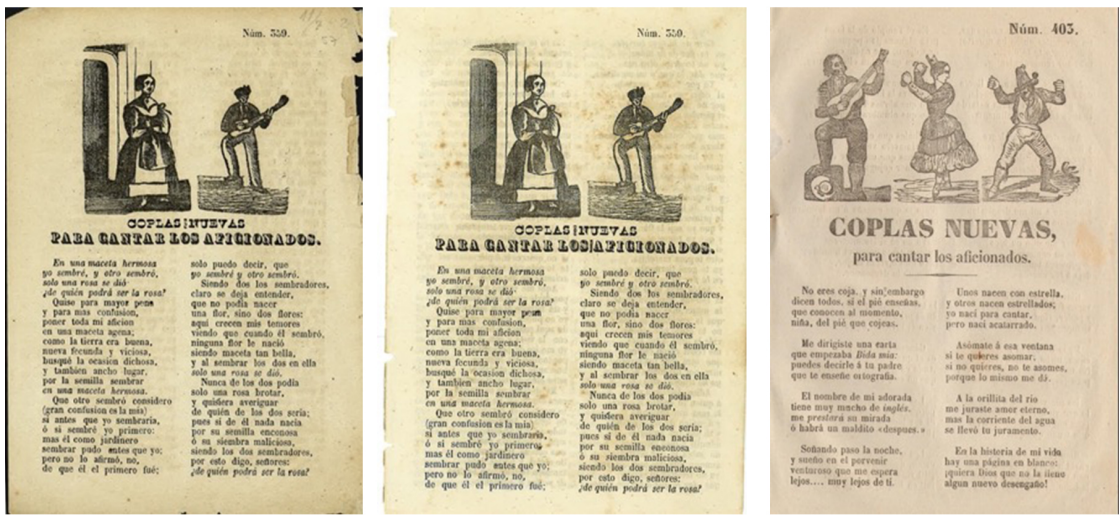 Núm.
COPLAS NUEVAS
PARA CANTAR LOS AFICIONADOS.
En una maceta hermosa
yo sembré, y otro sembró,
solo una rosa se dió
¿de quién podrá ser la rosa?
Quise para mayor pena
y para mas confusion,
poner toda mi aficion
en una maceta agena;
como la tierra era buena,
nueva fecunda y viciosa,
busqué la ocasion dichosa,
y tambien ancho lugar,
por la semilla sembrar
en una maceta hermosa.
Que otro sembró considero
(gran confusion es la mia)
si antes que yo sembraria,
ó si sembré yo primero:
mas él como jardinero
sembrar pudo antes que yo;
pero no lo afirmó, no,
de que él el primero fué;
solo puedo decir, que
yo sembré y otro sembró.
Siendo dos los sembradores,
claro se deja entender,
que no podia nacer
una flor, sino dos flores:
aqui crecen mis temores
viendo que cuando él sembró,
ninguna flor le nació
siendo maceta tan bella,
y al sembrar los dos en ella
solo una rosa se dió.
Nunca de los dos podia
solo una rosa brotar,
y quisiera averiguar
de quién de los dos seria;
pues si de él nada nacia
por su semilla enconosa
ó su siembra maliciosa,
siendo los dos sembradores,
por esto digo, señores:
¿de quién podrá ser la rosa?
Núm.
COPLAS NUEVAS
PARA CANTAR LOS AFICIONADOS.
En una maceta hermosa
yo sembré, y otro sembró,
solo una rosa se dió
¿de quién podrá ser la rosa?
Quise para mayor pena
y para mas confusion,
poner toda mi aficion
en una maceta agena;
como la tierra era buena,
nueva fecunda y viciosa,
busqué la ocasion dichosa,
y tambien ancho lugar,
por la semilla sembrar
en una maceta hermosa.
Que otro sembró considero
(gran confusion es la mia)
si antes que yo sembraria,
ó si sembré yo primero,
mas él como jardinero
sembrar pudo antes que yo;
pero no lo afirmó, no,
de que él el primero fué;
solo puedo decir, que
yo sembré y otro sembró.
Siendo dos los sembradores,
claro se deja entender,
que no podia nacer
una flor, sino dos flores:
aqui crecen mis temores
viendo que cuando él sembró,
ninguna flor le nació
siendo maceta tan bella,
y al sembrar los dos en ella
solo una rosa se dió.
Nunca de los dos podia
solo una rosa brotar,
y quisiera averiguar
de quién de los dos seria;
pues si de él nada nacia
por su semilla enconosa
ó su siembra maliciosa,
siendo los dos sembradores,
por esto digo, señores:
¿de quién podrá ser la rosa?
Núm. 403.
COPLAS NUEVAS,
para cantar los aficionados.
No eres coja, y sin embargo
dicen todos, si el pié enseñas,
que conocen al momento,
niña, del pié que cojeas.
Me dirigiste una carta
que empezaba Bida mia:
puedes decirle á tu padre
que te enseñe ortografía.
El nombre de mi adorada
tiene muy mucho de inglés,
me prestará su mirada
ó habrá un maldito «despues.»
Soñando paso la noche,
y sueño en el porvenir
venturoso que me espera
lejos.... muy lejos de ti.
Unos nacen con estrella,
y otros nacen estrellados;
yo nací para cantar,
pero nací acatarrado.
Asómate á esa ventana
si te quieres asomar,
si no quieres, no te asomes,
porque lo mismo me dá.
A la orillita del rio
me juraste amor eterno,
mas la corriente del agua
se llevó tu juramento.
En la historia de mi vida
hay una página en blanco:
¡quiera Dios que no la llene
algun nuevo desengaño!